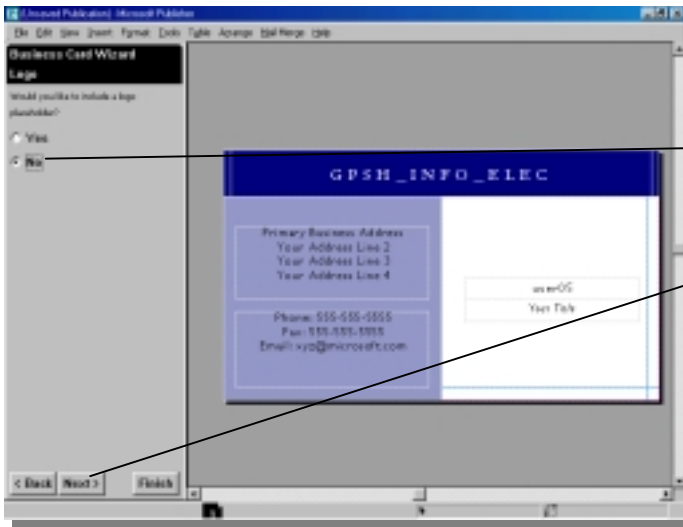 (Unsaved Publication) - Microsoft Publisher
File Edit View Insert Format Tools Table Arrange Mail Merge Help
Business Card Wizard
Logo
Would you like to include a logo
placeholder?
Yes
No
GPSH_INFO_ELEC
Primary Business Address
Your Address Line 2
Your Address Line 3
Your Address Line 4
Phone: 555-555-5555
Fax: 555-555-5555
Email: xyz@microsoft.com
user05
Your Title
< Back Next > Finish